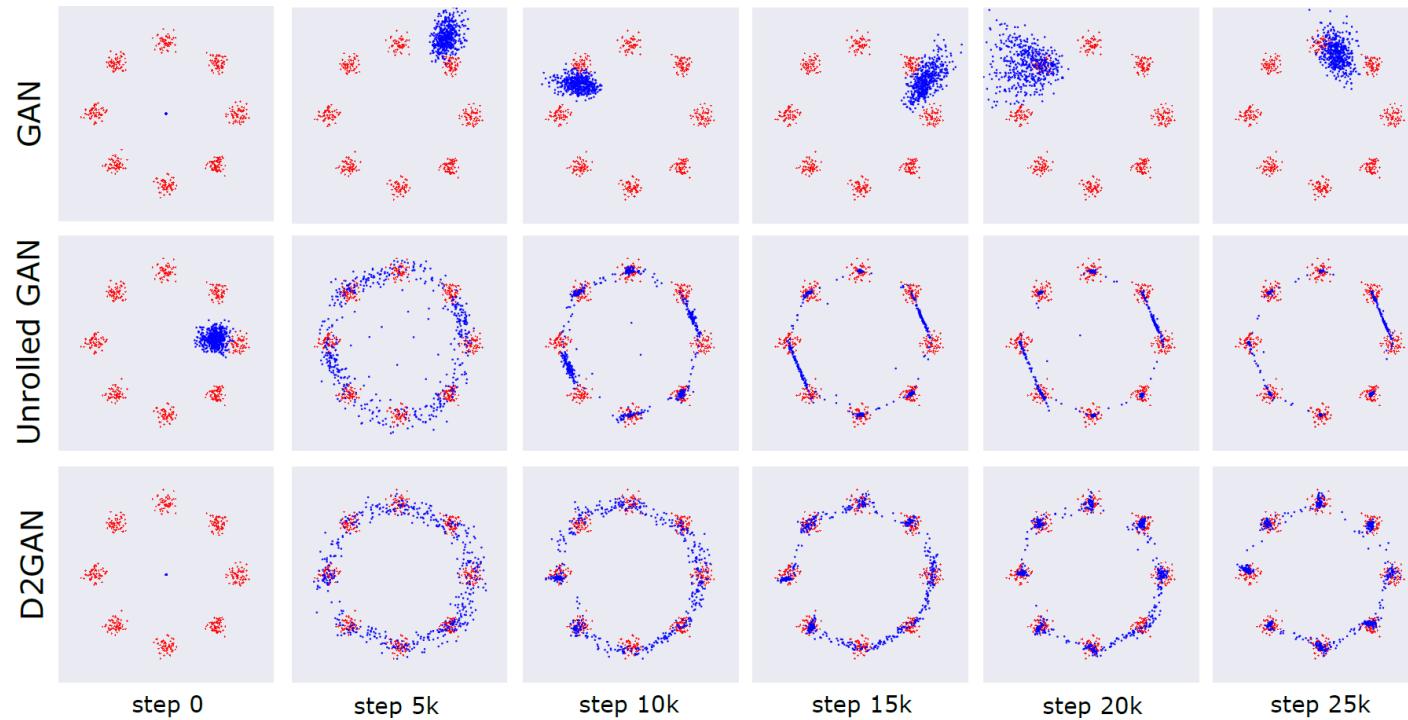 GAN
Unrolled GAN
D2GAN
step 0
step 5k
step 10k
step 15k
step 20k
step 25k